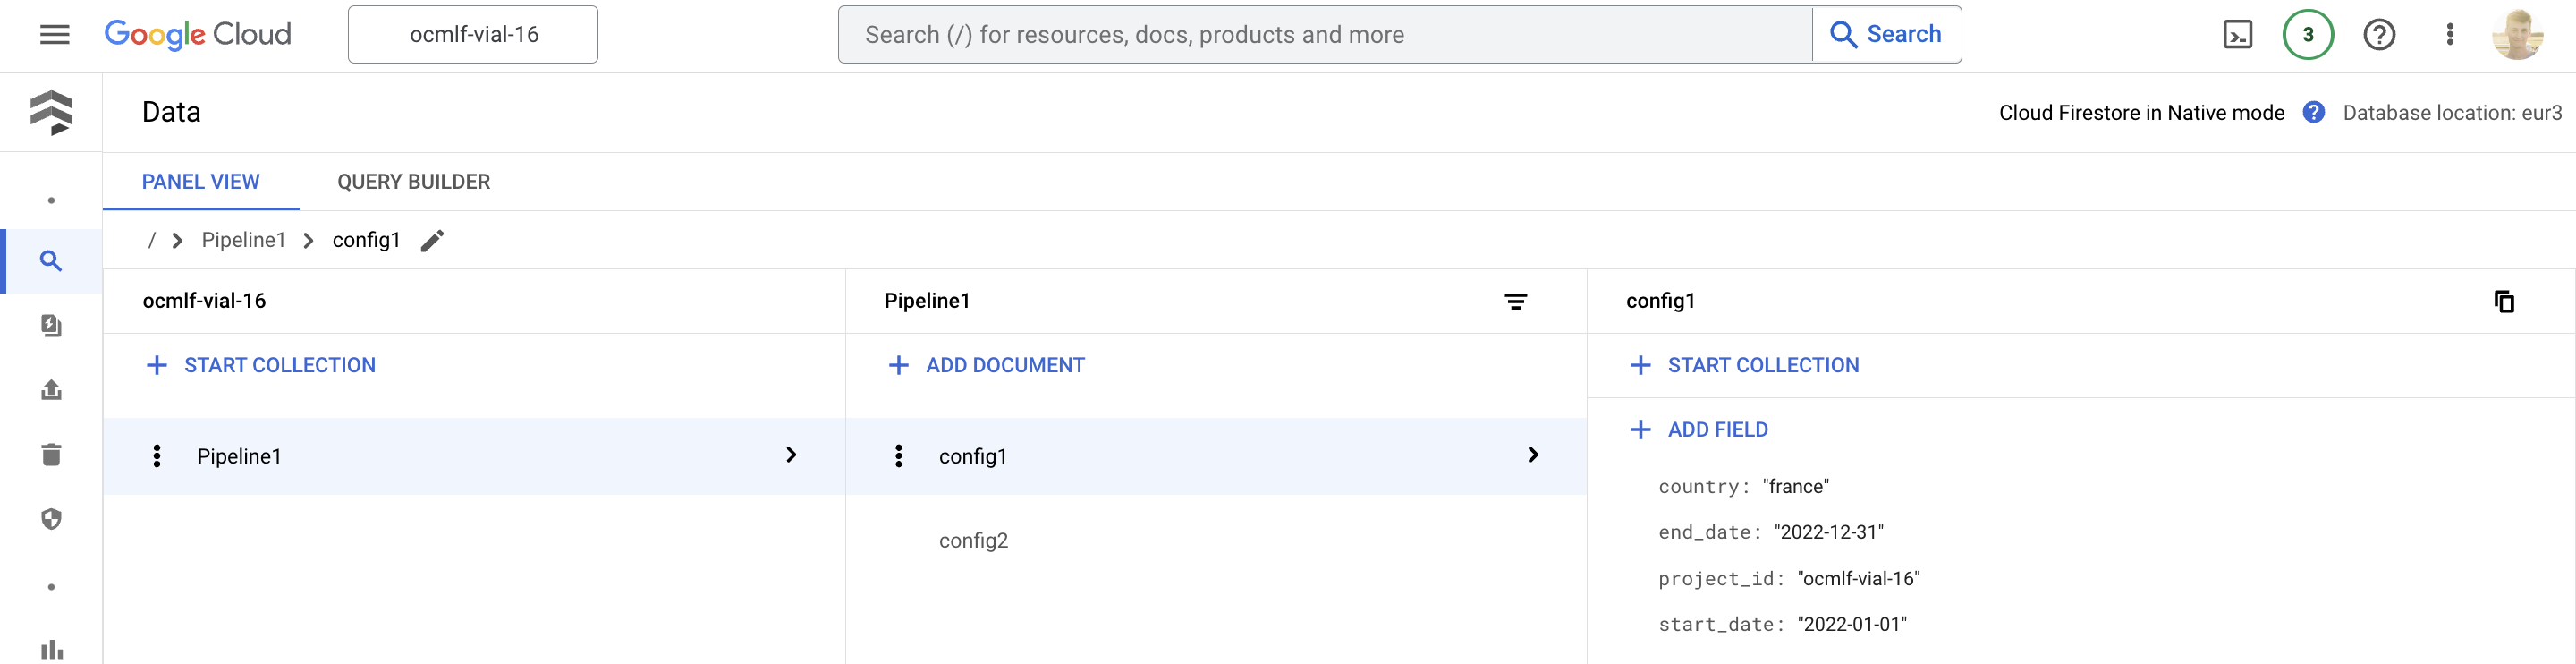 Google Cloud
ocmlf-vial-16
Search (/) for resources, docs, products and more
Search
3
Data
Cloud Firestore in Native mode
Database location: eur3
PANEL VIEW
QUERY BUILDER
/ Pipeline1 config1
ocmlf-vial-16
START COLLECTION
Pipeline1
Pipeline1
ADD DOCUMENT
config1
config2
config1
START COLLECTION
ADD FIELD
country: "france"
end_date: "2022-12-31"
project_id: "ocmlf-vial-16"
start_date: "2022-01-01"